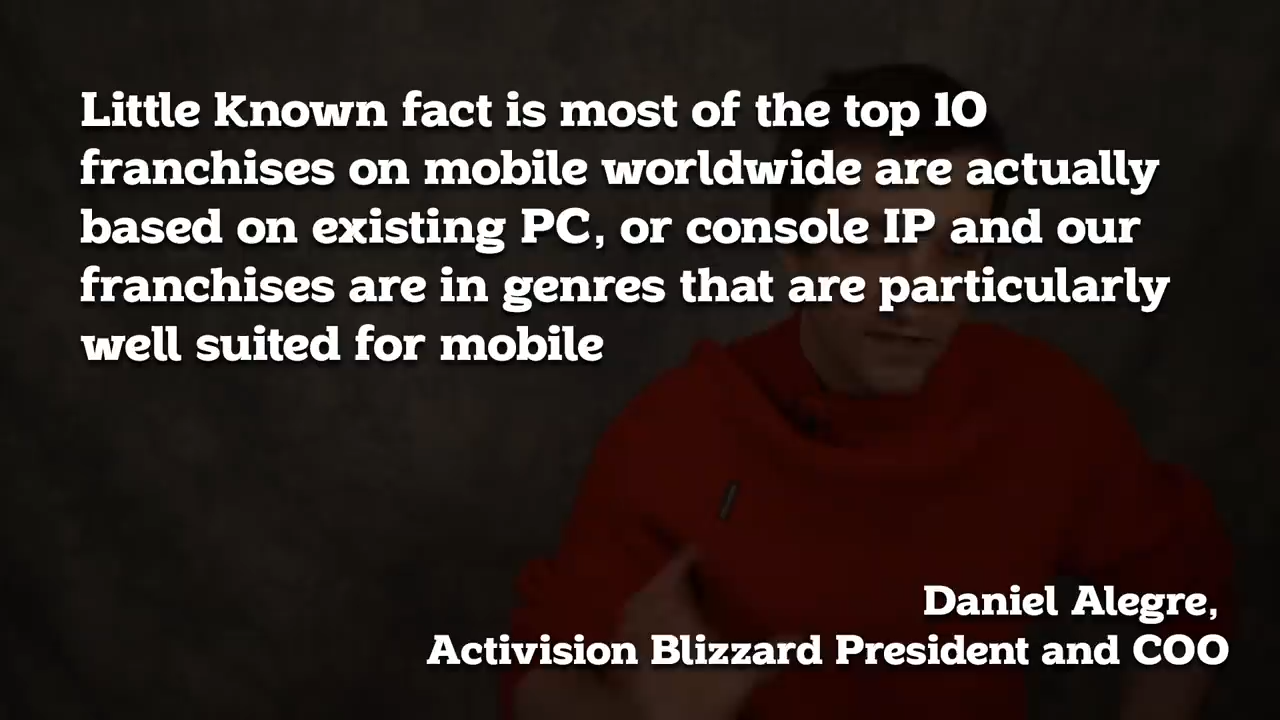 Little known fact is most of the top 10
franchises on mobile worldwide are actually
based on existing PC, or console IP and our
franchises are in genres that are particularly
well suited for mobile
Daniel Alegre,
Activision Blizzard President and COO